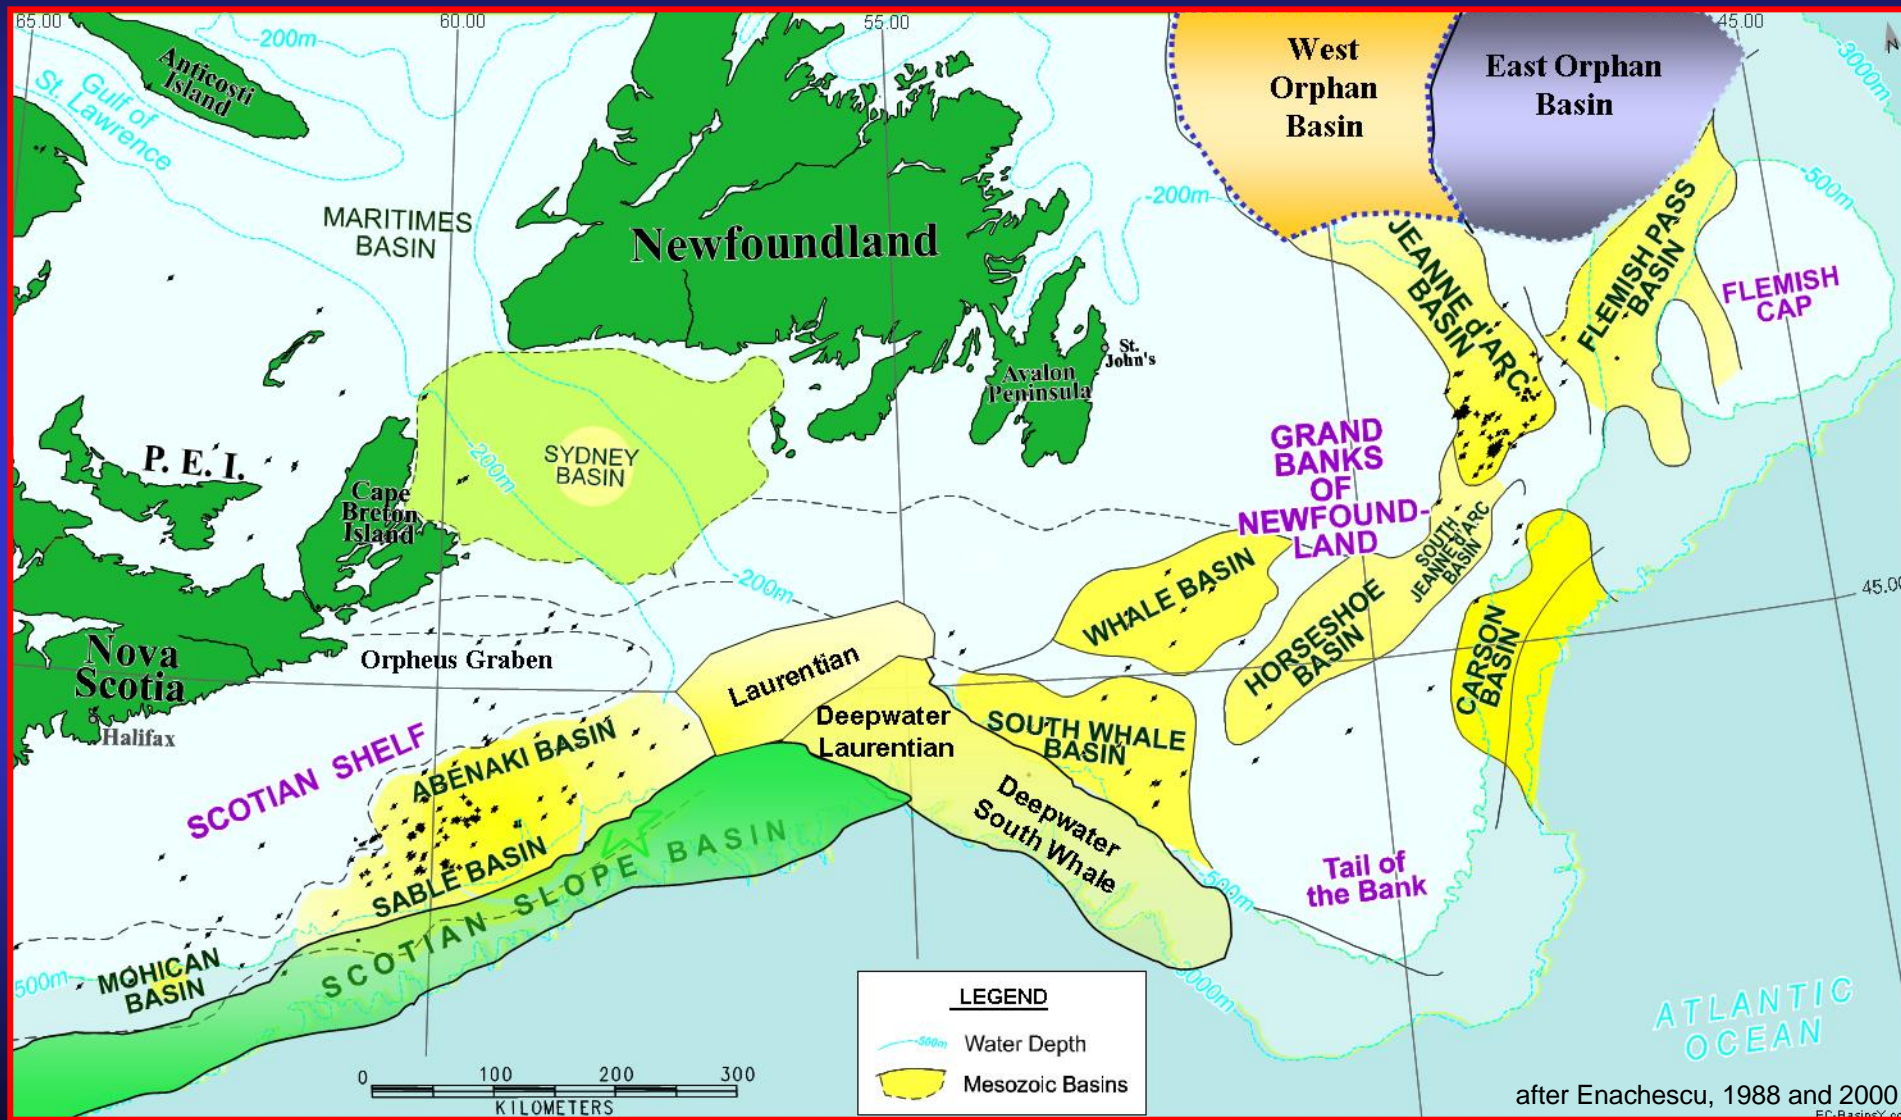 65.00
60.00
55.00
45.00
N
-200m
-3000m
Anticosti
Island
Gulf of
St. Lawrence
West
Orphan
Basin
East Orphan
Basin
-200m
-500m
MARITIMES
BASIN
Newfoundland
JEANNE d'ARC
BASIN
FLEMISH PASS
BASIN
FLEMISH
CAP
St.
John's
Avalon
Peninsula
P. E. I.
Cape
Breton
Island
SYDNEY
BASIN
-200m
GRAND
BANKS
OF
NEWFOUND-
LAND
SOUTH
JEANNE d'ARC
BASIN
-200m
WHALE BASIN
HORSESHOE
BASIN
CARSON
BASIN
45.00
Nova
Scotia
Halifax
Orpheus Graben
Laurentian
Deepwater
Laurentian
SOUTH WHALE
BASIN
Deepwater
South Whale
SCOTIAN SHELF
ABENAKI BASIN
SABLE BASIN
SCOTIAN SLOPE BASIN
MOHICAN
BASIN
500m
-500m
-3000m
Tail of
the Bank
ATLANTIC
OCEAN
LEGEND
-500m Water Depth
Mesozoic Basins
0 100 200 300
KILOMETERS
after Enachescu, 1988 and 2000